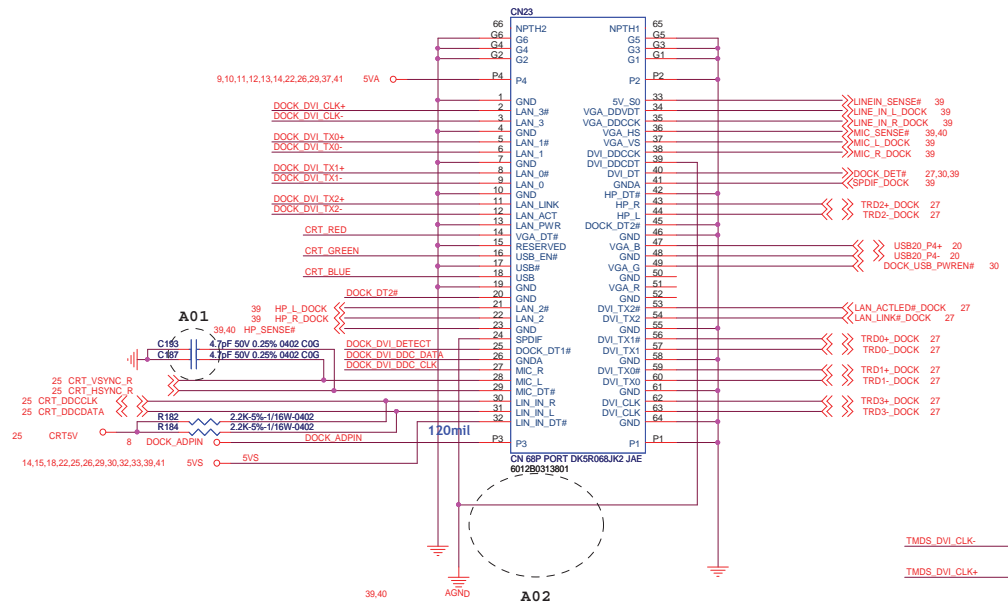 CN23
66 NPTH2 NPTH1 65
G6 G6 G5 G5
G4 G4 G3 G3
G2 G2 G1 G1
9,10,11,12,13,14,22,26,29,37,41 5VA P4 P4 P2 P2
1 GND 5V_S0 33 LINEIN_SENSE# 39
DOCK_DVI_CLK+ 2 LAN_3# VGA_DDVDT 34 LINE_IN_L_DOCK 39
DOCK_DVI_CLK- 3 LAN_3 VGA_DDCCK 35 LINE_IN_R_DOCK 39
4 GND VGA_HS 36 MIC_SENSE# 39,40
DOCK_DVI_TX0+ 5 LAN_1# VGA_VS 37 MIC_L_DOCK 39
DOCK_DVI_TX0- 6 LAN_1 DVI_DDCCK 38 MIC_R_DOCK 39
7 GND DVI_DDCDT 39
DOCK_DVI_TX1+ 8 LAN_0# DVI_DT 40 DOCK_DET# 27,30,39
DOCK_DVI_TX1- 9 LAN_0 GNDA 41 SPDIF_DOCK 39
10 GND HP_DT# 42
DOCK_DVI_TX2+ 11 LAN_LINK HP_R 43 TRD2+_DOCK 27
DOCK_DVI_TX2- 12 LAN_ACT HP_L 44 TRD2-_DOCK 27
13 LAN_PWR DOCK_DT2# 45
CRT_RED 14 VGA_DT# GND 46
15 RESERVED VGA_B 47 USB20_P4+ 20
CRT_GREEN 16 USB_EN# GND 48 USB20_P4- 20
17 USB# VGA_G 49 DOCK_USB_PWREN# 30
CRT_BLUE 18 USB GND 50
19 GND VGA_R 51
DOCK_DT2# 20 GND GND 52
39 HP_L_DOCK 21 LAN_2# DVI_TX2# 53 LAN_ACTLED#_DOCK 27
A01
39 HP_R_DOCK 22 LAN_2 DVI_TX2 54 LAN_LINK#_DOCK 27
39,40 HP_SENSE# 23 GND GND 55
C193 4.7pF 50V 0.25% 0402 C0G 24 SPDIF DVI_TX1# 56 TRD0+_DOCK 27
DOCK_DVI_DETECT 25 DOCK_DT1# DVI_TX1 57 TRD0-_DOCK 27
C187 4.7pF 50V 0.25% 0402 C0G DOCK_DVI_DDC_DATA 26 GNDA GND 58
DOCK_DVI_DDC_CLK 27 MIC_R DVI_TX0# 59 TRD1+_DOCK 27
25 CRT_VSYNC_R 28 MIC_L DVI_TX0 60 TRD1-_DOCK 27
25 CRT_HSYNC_R 29 MIC_DT# GND 61
25 CRT_DDCCLK 30 LIN_IN_R DVI_CLK 62 TRD3+_DOCK 27
25 CRT_DDCDATA 31 LIN_IN_L DVI_CLK 63 TRD3-_DOCK 27
R182 2.2K-5%-1/16W-0402 32 LIN_IN_DT# GND 64
R184 2.2K-5%-1/16W-0402
25 CRT5V
120mil
8 DOCK_ADPIN DOCK_ADPIN P3 P3 P1 P1
14,15,18,22,25,26,29,30,32,33,39,41 5VS 5VS
CN 68P PORT DK5R068JK2 JAE
6012B0313801
TMDS_DVI_CLK-
TMDS_DVI_CLK+
39,40 AGND
A02